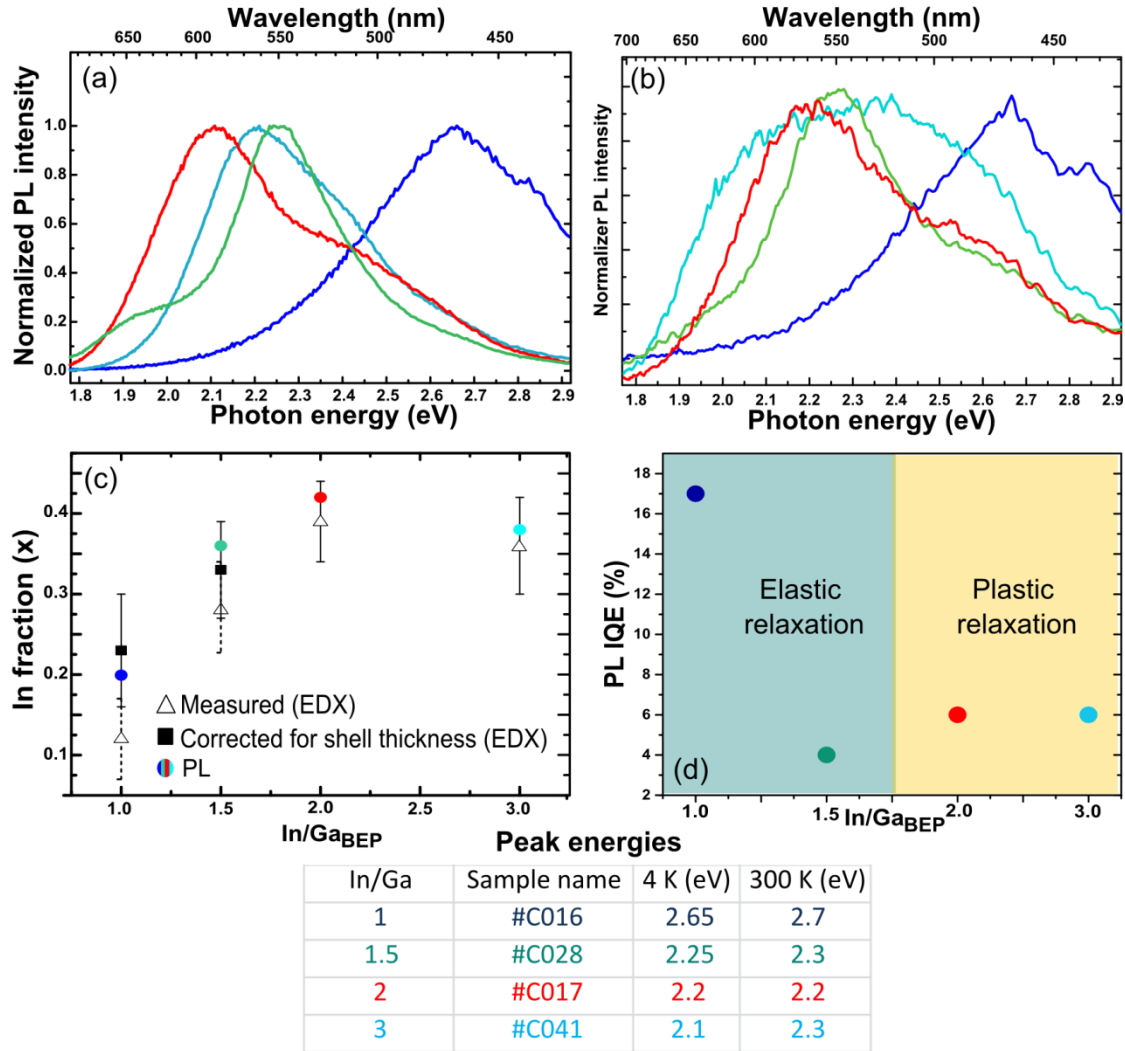 Wavelength (nm)
650 600 550 500 450
(a)
Normalized PL intensity
1.0
0.8
0.6
0.4
0.2
0.0
1.8 1.9 2.0 2.1 2.2 2.3 2.4 2.5 2.6 2.7 2.8 2.9
Photon energy (eV)
Wavelength (nm)
700 650 600 550 500 450
(b)
Normalizer PL intensity
1.8 1.9 2.0 2.1 2.2 2.3 2.4 2.5 2.6 2.7 2.8 2.9
Photon energy (eV)
(c)
In fraction (x)
0.4
0.3
0.2
0.1
Measured (EDX)
Corrected for shell thickness (EDX)
PL
1.0 1.5 2.0 2.5 3.0
In/GaBEP
PL IQE (%)
18
16
14
12
10
8
6
4
2
Elastic
relaxation
Plastic
relaxation
(d)
1.0 1.5 2.0 3.0
In/GaBEP
Peak energies
In/Ga Sample name 4 K (eV) 300 K (eV)
1 #C016 2.65 2.7
1.5 #C028 2.25 2.3
2 #C017 2.2 2.2
3 #C041 2.1 2.3